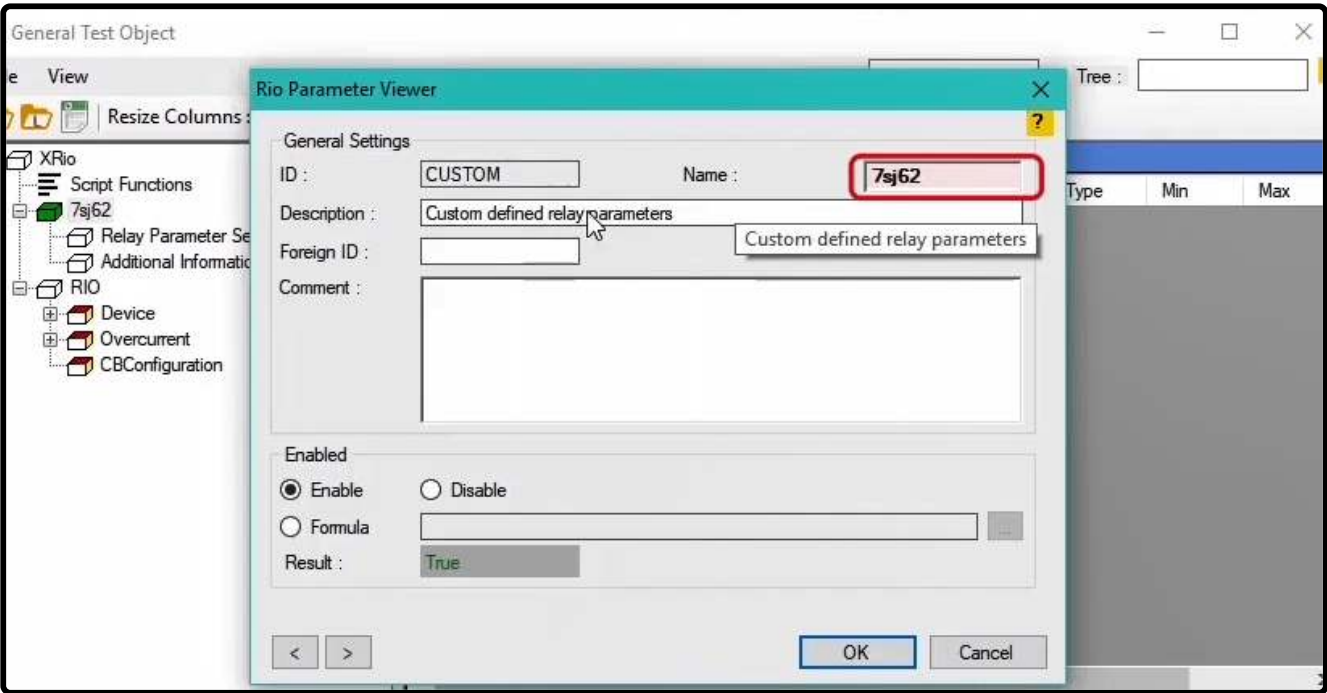 General Test Object
e View
Tree :
Resize Columns :
XRio
Script Functions
7sj62
Relay Parameter Se
Additional Informatic
RIO
Device
Overcurrent
CBConfiguration
Type Min Max
Rio Parameter Viewer
?
General Settings
ID : CUSTOM Name : 7sj62
Description : Custom defined relay parameters
Custom defined relay parameters
Foreign ID :
Comment :
Enabled
Enable Disable
Formula ...
Result : True
< > OK Cancel